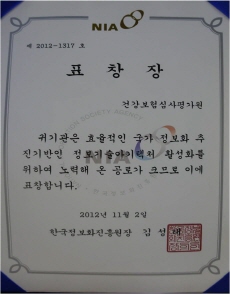 NIA
제 2012-1317 호
표 창 장
건강보험심사평가원
귀기관은 효율적인 국가 정보화 추
진기반인 정보기술아키텍처 활성화를
위하여 노력해 온 공로가 크므로 이에
표창합니다.
2012년 11월 2일
한국정보화진흥원장 김 성